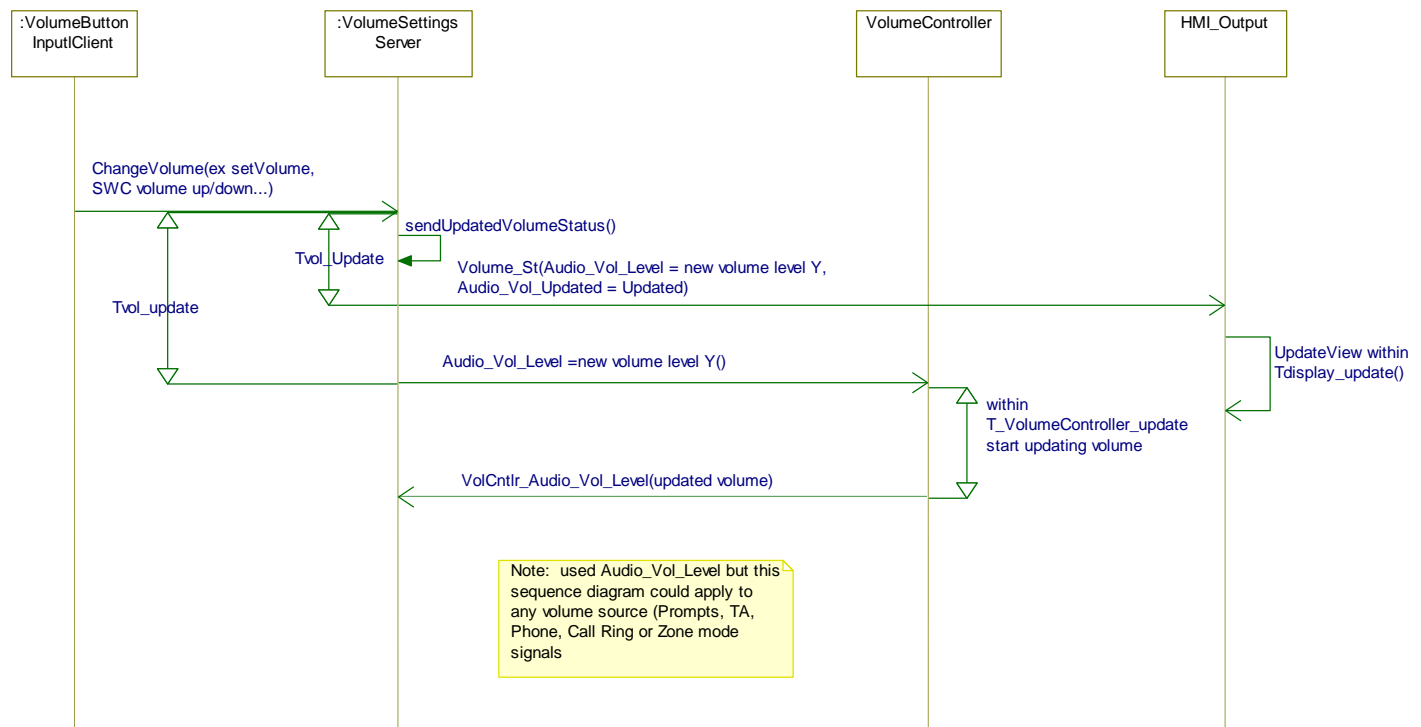 :VolumeButton
InputlClient
:VolumeSettings
Server
VolumeController
HMI_Output
ChangeVolume(ex setVolume,
SWC volume up/down...)
sendUpdatedVolumeStatus()
Tvol_Update
Volume_St(Audio_Vol_Level = new volume level Y,
Audio_Vol_Updated = Updated)
Tvol_update
Audio_Vol_Level =new volume level Y()
UpdateView within
Tdisplay_update()
within
T_VolumeController_update
start updating volume
VolCntlr_Audio_Vol_Level(updated volume)
Note:  used Audio_Vol_Level but this
sequence diagram could apply to
any volume source (Prompts, TA,
Phone, Call Ring or Zone mode
signals